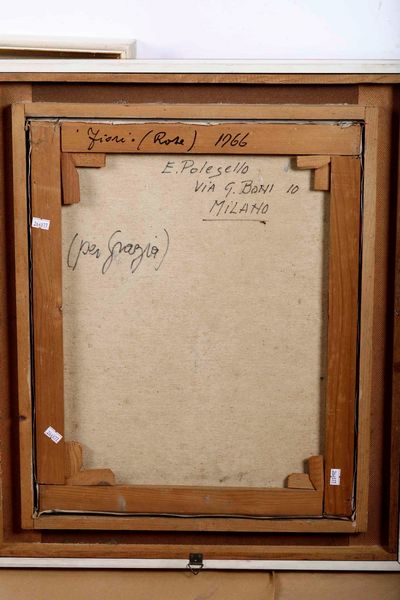 Fiori (Rose) 1966
E. Polesello
VIA G. BONI 10
MILANO
(per Grazia)